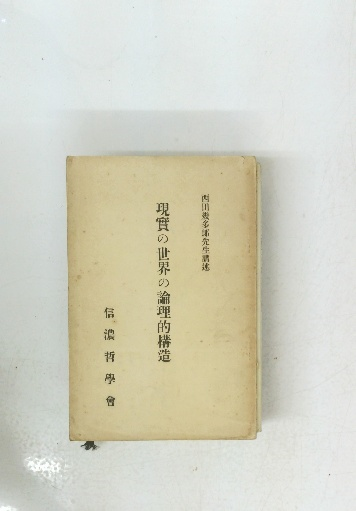 西田幾多郎先生講述
現實の世界の論理的構造
信濃哲學會